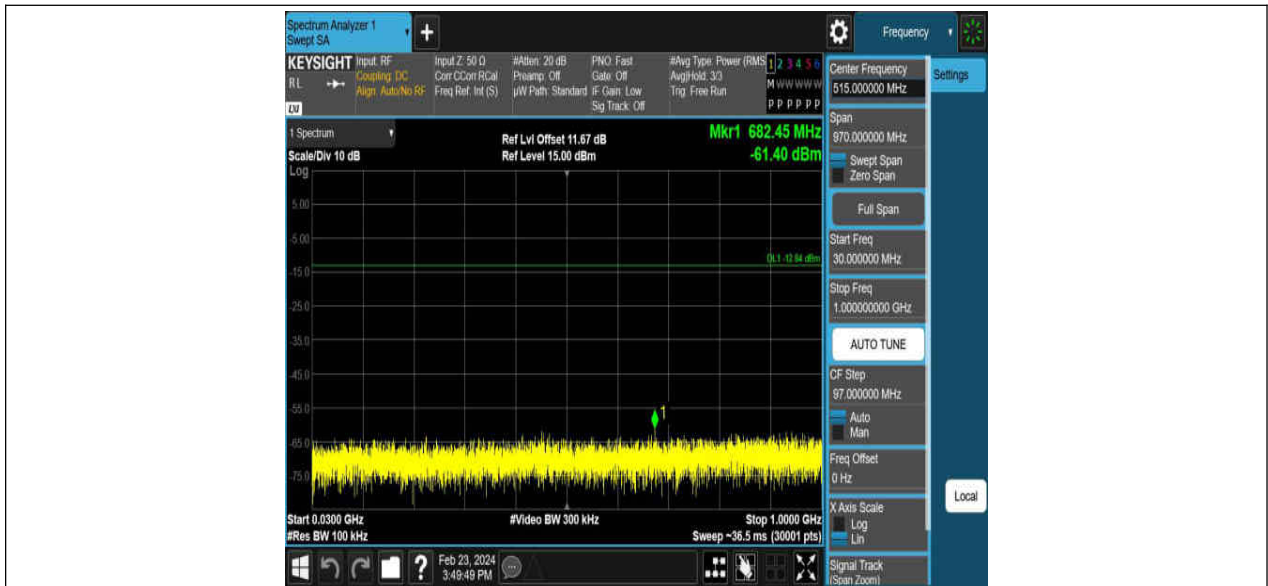 Spectrum Analyzer 1
Swept SA
+
Frequency
KEYSIGHT
Input: RF
Coupling: DC
Align: Auto/No RF
Input Z: 50 Ω
Corr CCorr RCal
Freq Ref: Int (S)
#Atten: 20 dB
Preamp: Off
µW Path: Standard
PNO: Fast
Gate: Off
IF Gain: Low
Sig Track: Off
#Avg Type: Power (RMS
Avg|Hold: 3/3
Trig: Free Run
1 2 3 4 5 6
M W W W W W
P P P P P P
RL
LXI
1 Spectrum
Scale/Div 10 dB
Log
Ref Lvl Offset 11.67 dB
Ref Level 15.00 dBm
Mkr1 682.45 MHz
-61.40 dBm
5.00
-5.00
DL1 -12.84 dBm
-15.0
-25.0
-35.0
-45.0
-55.0
1
-65.0
-75.0
Start 0.0300 GHz
#Res BW 100 kHz
#Video BW 300 kHz
Stop 1.0000 GHz
Sweep ~36.5 ms (30001 pts)
Center Frequency
515.000000 MHz
Settings
Span
970.000000 MHz
Swept Span
Zero Span
Full Span
Start Freq
30.000000 MHz
Stop Freq
1.000000000 GHz
AUTO TUNE
CF Step
97.000000 MHz
Auto
Man
Freq Offset
0 Hz
X Axis Scale
Log
Lin
Local
Signal Track
(Span Zoom)
?
Feb 23, 2024
3:49:49 PM